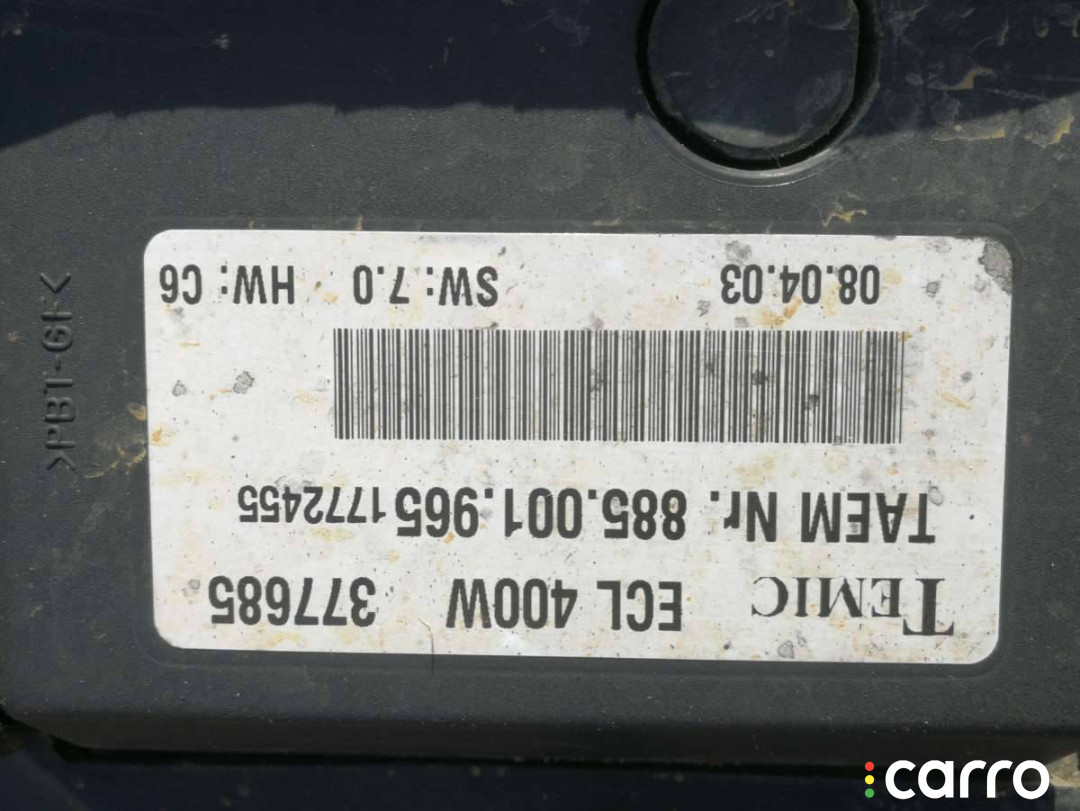 TEMIC ECL 400W 377685
TAEM Nr. 885.001.965 1772455
08.04.03 SW: 7.0 HW: C6
>PBT-GF<
carro